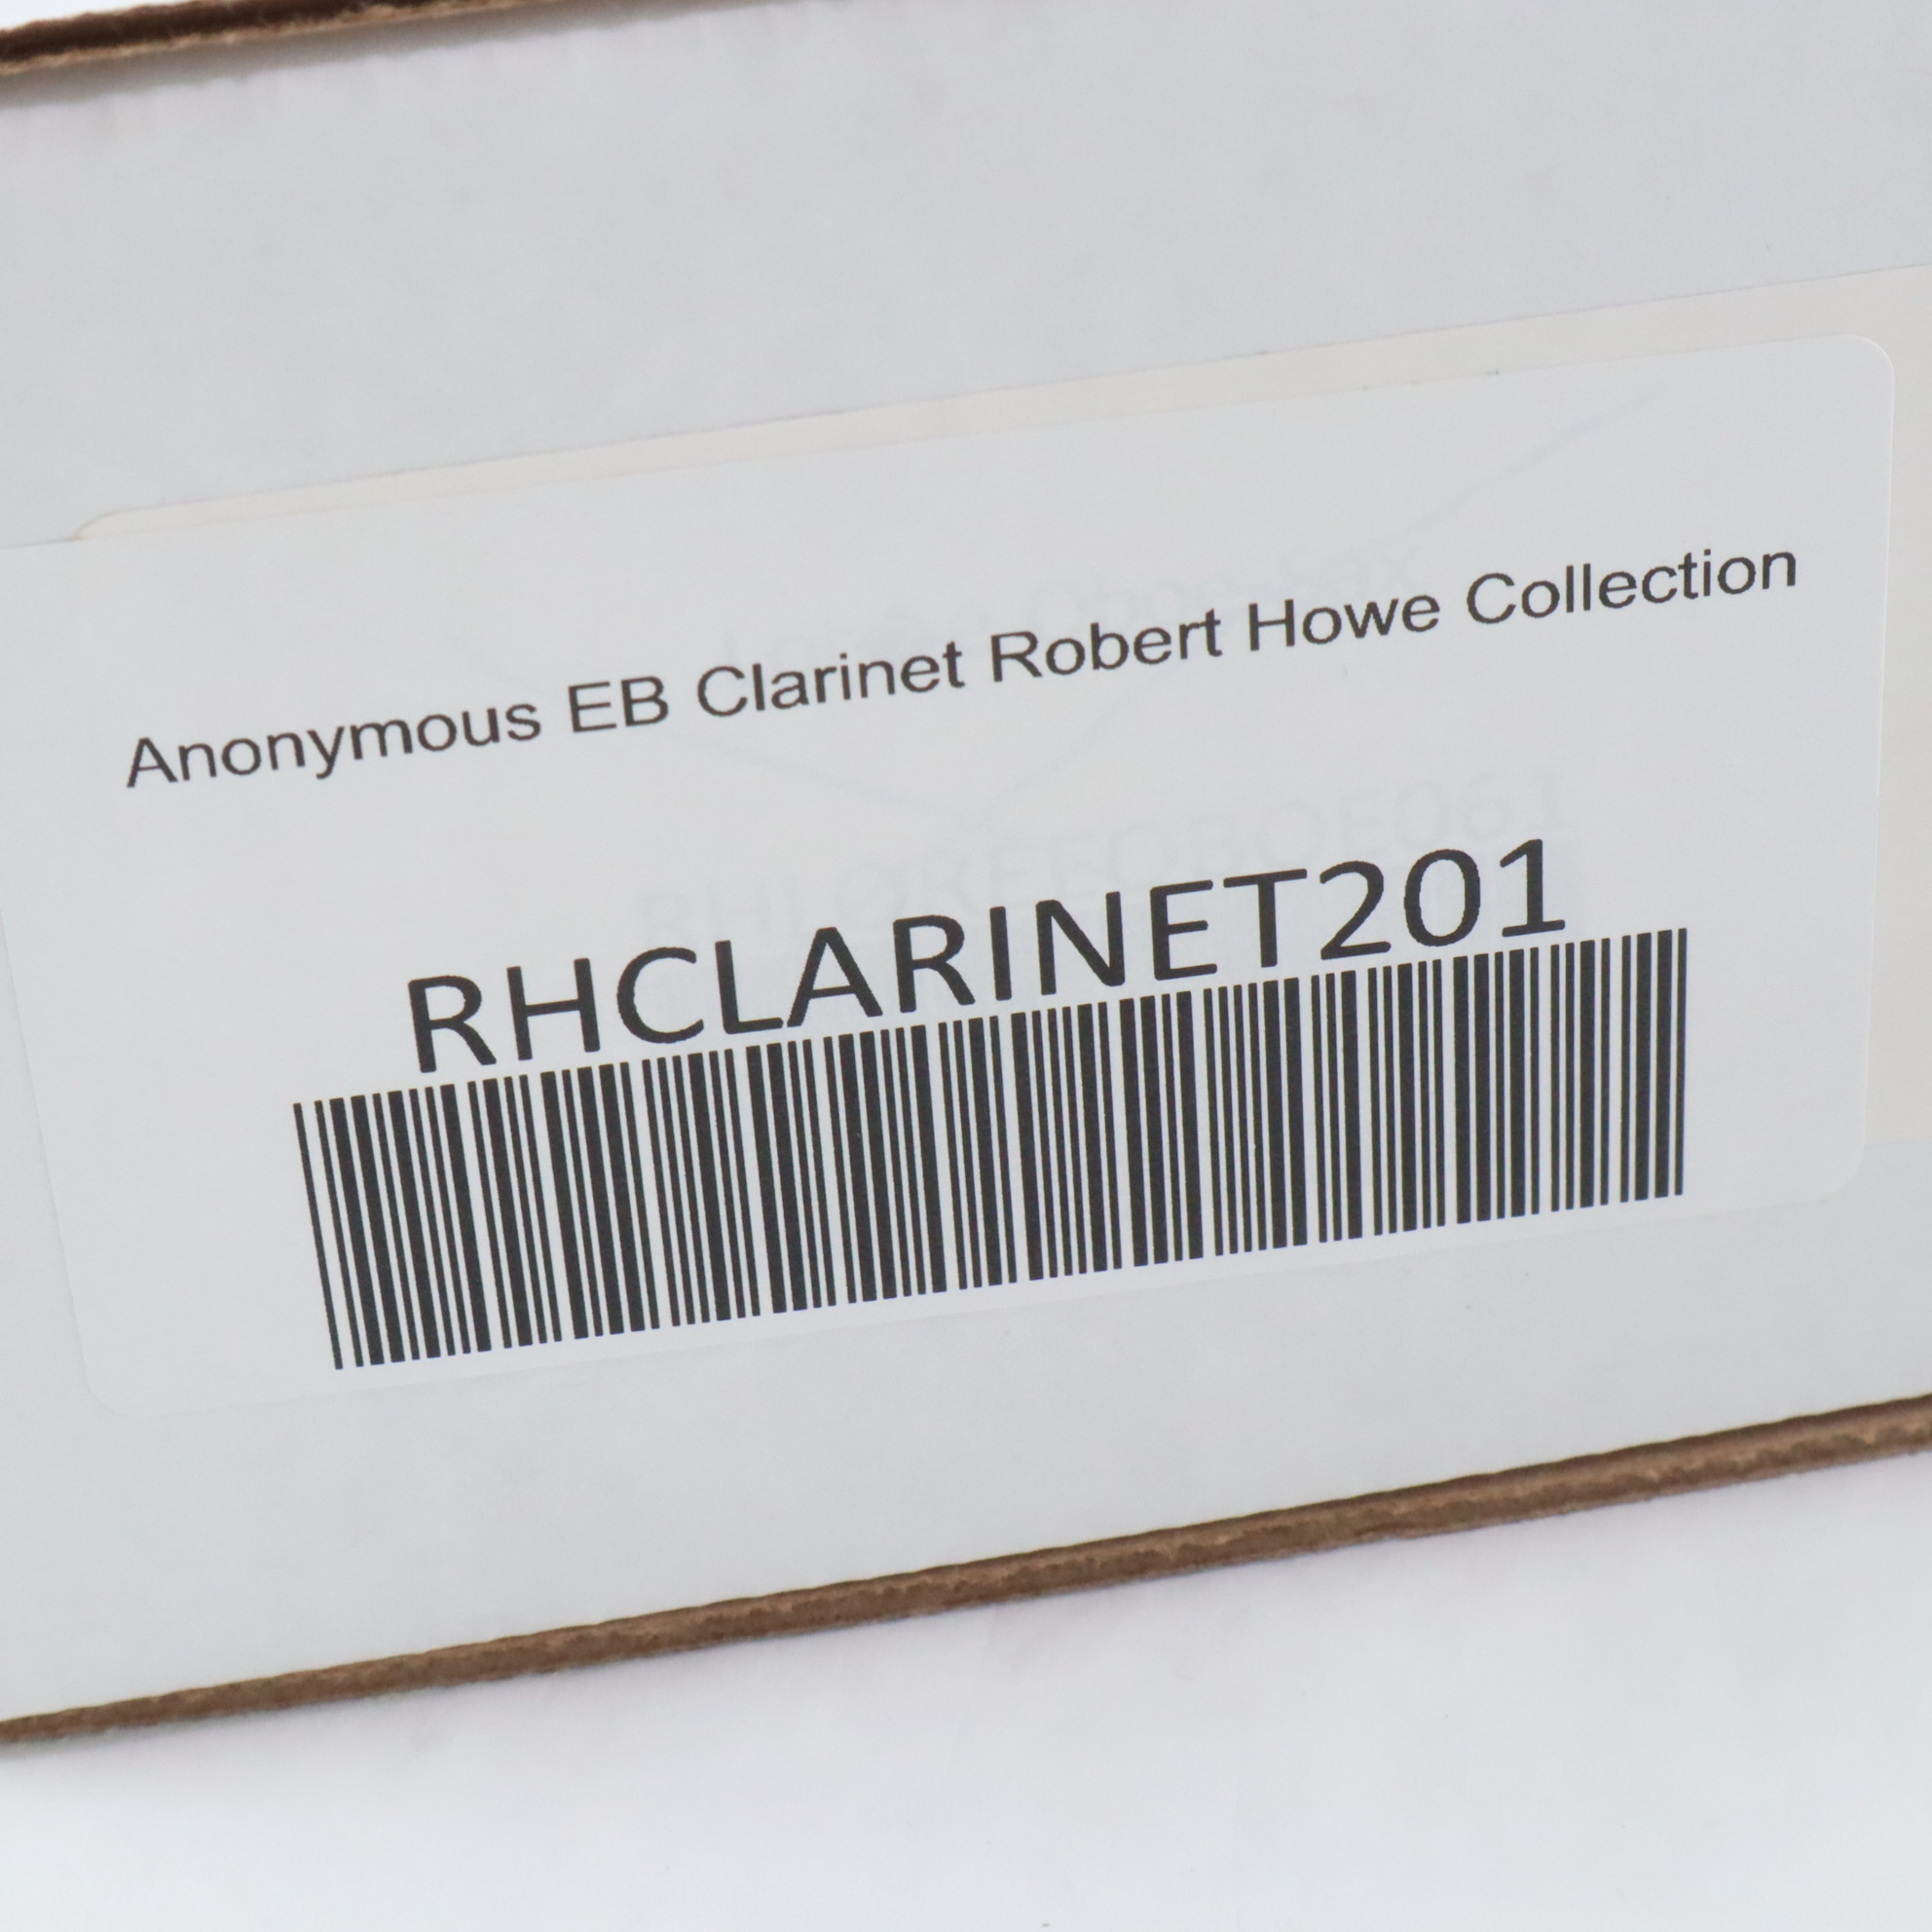 Anonymous EB Clarinet Robert Howe Collection
RHCLARINET201